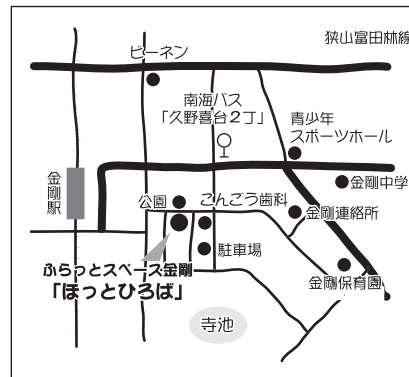 狭山富田林線
ピーネン
南海バス
「久野喜台2丁」
青少年
スポーツホール
金剛駅
金剛中学
公園
こんごう歯科
金剛連絡所
駐車場
ふらっとスペース金剛
「ほっとひろば」
金剛保育園
寺池